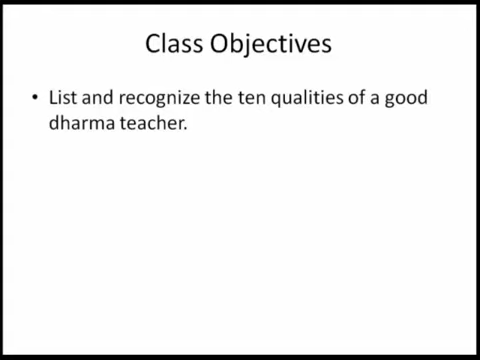 Class Objectives
• List and recognize the ten qualities of a good
dharma teacher.